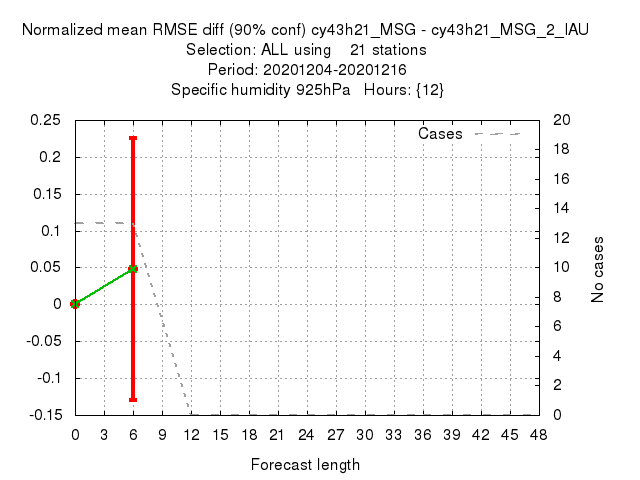 Normalized mean RMSE diff (90% conf) cy43h21_MSG - cy43h21_MSG_2_IAU
Selection: ALL using    21 stations
Period: 20201204-20201216
Specific humidity 925hPa   Hours: {12}
Cases
0.25
0.2
0.15
0.1
0.05
0
-0.05
-0.1
-0.15
20
18
16
14
12
10
8
6
4
2
0
No cases
0 3 6 9 12 15 18 21 24 27 30 33 36 39 42 45 48
Forecast length